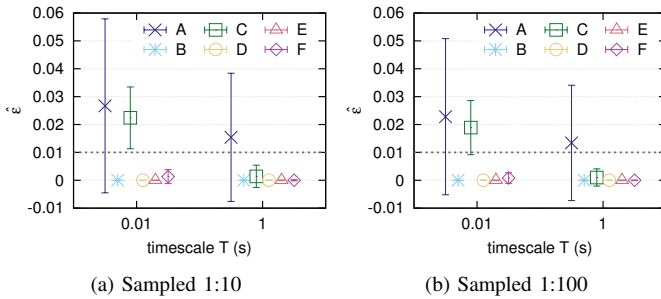 0.06
0.05
0.04
0.03
0.02
0.01
0
-0.01
ε̂
A C E
B D F
0.01 1
timescale T (s)
(a) Sampled 1:10
0.06
0.05
0.04
0.03
0.02
0.01
0
-0.01
ε̂
A C E
B D F
0.01 1
timescale T (s)
(b) Sampled 1:100